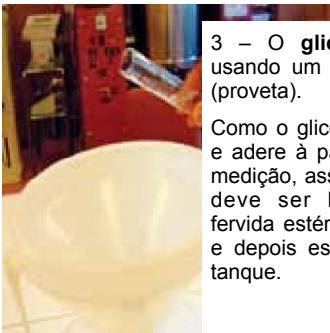 3 – O glic
usando um
(proveta).
Como o glic
e adere à pa
medição, ass
deve ser l
fervida estér
e depois es
tanque.